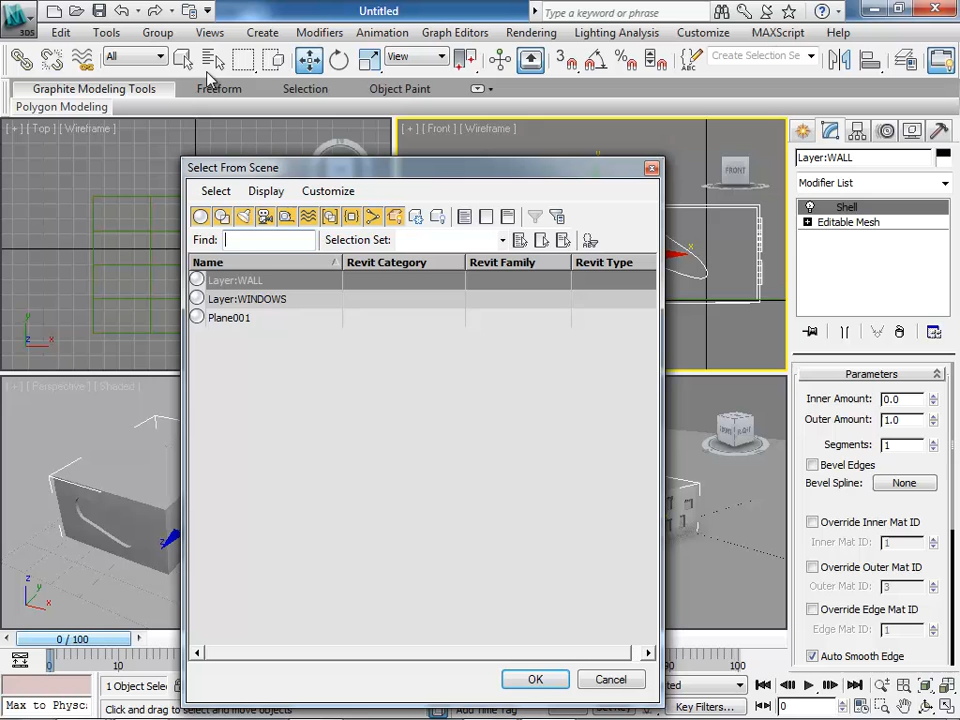 3DS
Untitled
Type a keyword or phrase
Edit Tools Group Views Create Modifiers Animation Graph Editors Rendering Lighting Analysis Customize MAXScript Help
All View Create Selection Se
Graphite Modeling Tools Freeform Selection Object Paint
Polygon Modeling
[ + ] [ Top ] [ Wireframe ]
[ + ] [ Front ] [ Wireframe ]
FRONT
Layer:WALL
Modifier List
Shell
Editable Mesh
Select From Scene
Select Display Customize
Find: Selection Set:
Name Revit Category Revit Family Revit Type
Layer:WALL
Layer:WINDOWS
Plane001
OK Cancel
[ + ] [ Perspective ] [ Shaded ]
Parameters
Inner Amount: 0.0
Outer Amount: 1.0
Segments: 1
Bevel Edges
Bevel Spline: None
Override Inner Mat ID
Inner Mat ID: 1
Override Outer Mat ID
Outer Mat ID: 3
Override Edge Mat ID
Edge Mat ID: 1
Auto Smooth Edge
0 / 100
0 10 90 100
1 Object Sele
Click and drag to select and move objects
Max to Physc
Add Time Tag
Key Filters...
0